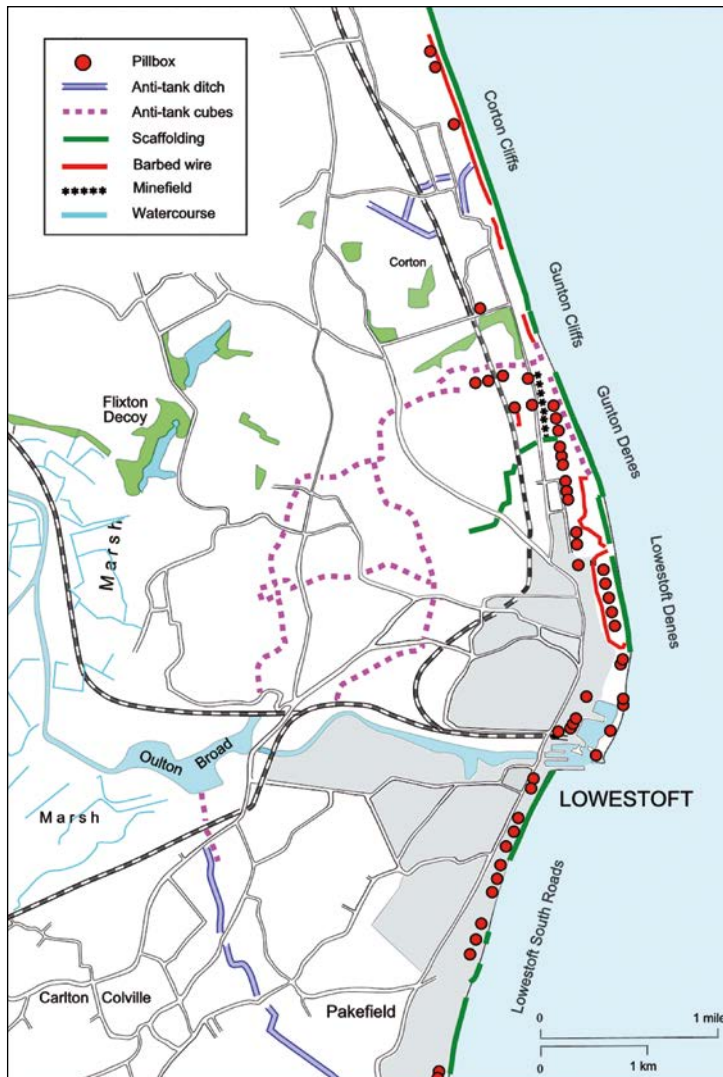 Pillbox
Anti-tank ditch
Anti-tank cubes
Scaffolding
Barbed wire
Minefield
Watercourse
Corton Cliffs
Corton
Gunton Cliffs
Gunton Denes
Flixton
Decoy
Marsh
Lowestoft Denes
Oulton Broad
Marsh
LOWESTOFT
Lowestoft South Roads
Carlton Colville
Pakefield
0 1 mile
0 1 km